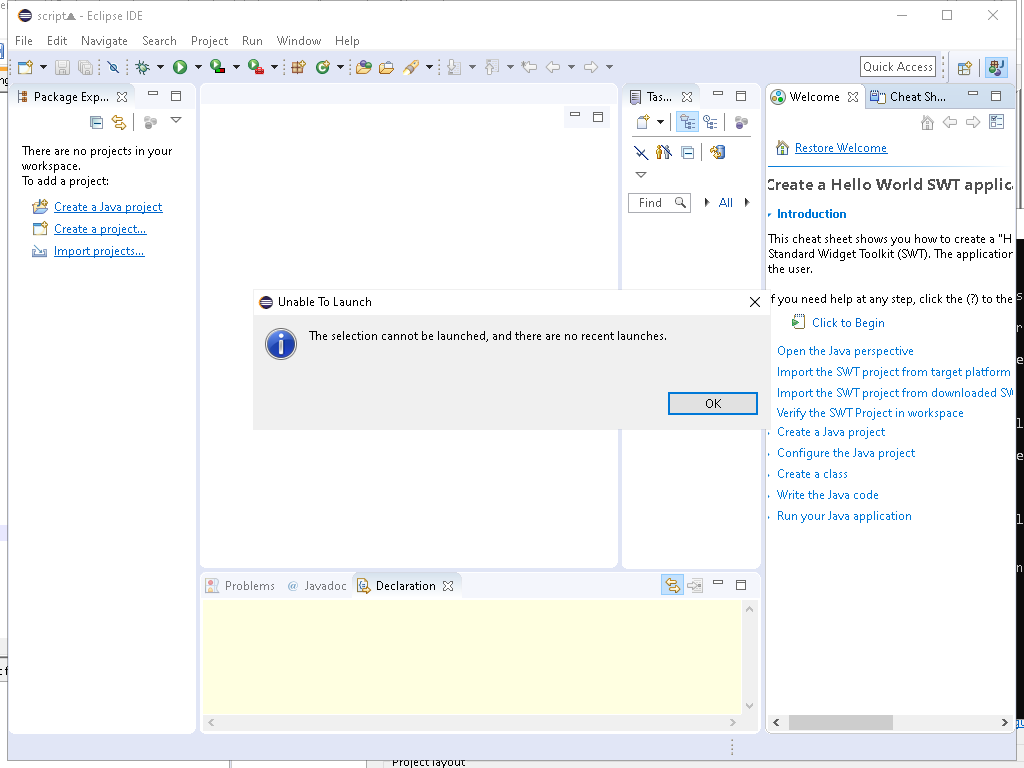 script▲ - Eclipse IDE
File Edit Navigate Search Project Run Window Help
Quick Access
Package Exp...
There are no projects in your
workspace.
To add a project:
Create a Java project
Create a project...
Import projects...
Tas...
Find
All
Welcome
Cheat Sh...
Restore Welcome
Create a Hello World SWT applic
Introduction
This cheat sheet shows you how to create a "H
Standard Widget Toolkit (SWT). The application
the user.
If you need help at any step, click the (?) to the
Click to Begin
Open the Java perspective
Import the SWT project from target platform
Import the SWT project from downloaded SW
Verify the SWT Project in workspace
Create a Java project
Configure the Java project
Create a class
Write the Java code
Run your Java application
Unable To Launch
The selection cannot be launched, and there are no recent launches.
OK
Problems
@ Javadoc
Declaration
Project layout